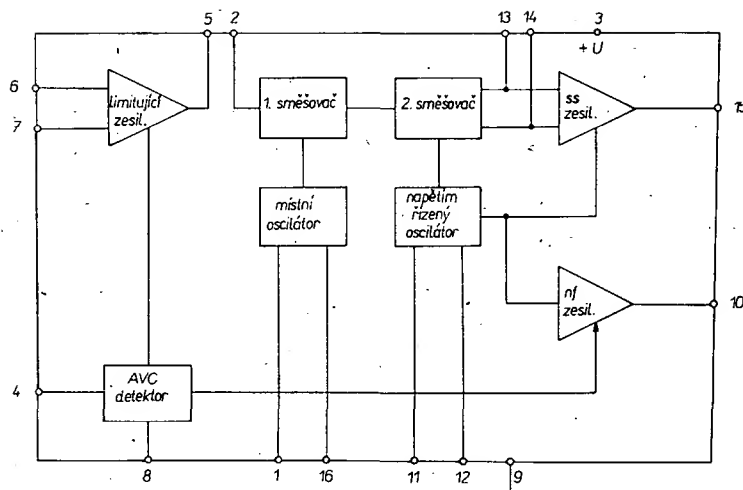 5 2 13 14 3
+ U
6
7
limitující
zesil.
1. směšovač
2. směšovač
ss
zesil.
15
místní
oscilátor
napětím
řízený
oscilátor
nf
zesil.
10
4
AVC
detektor
8 1 16 11 12 9